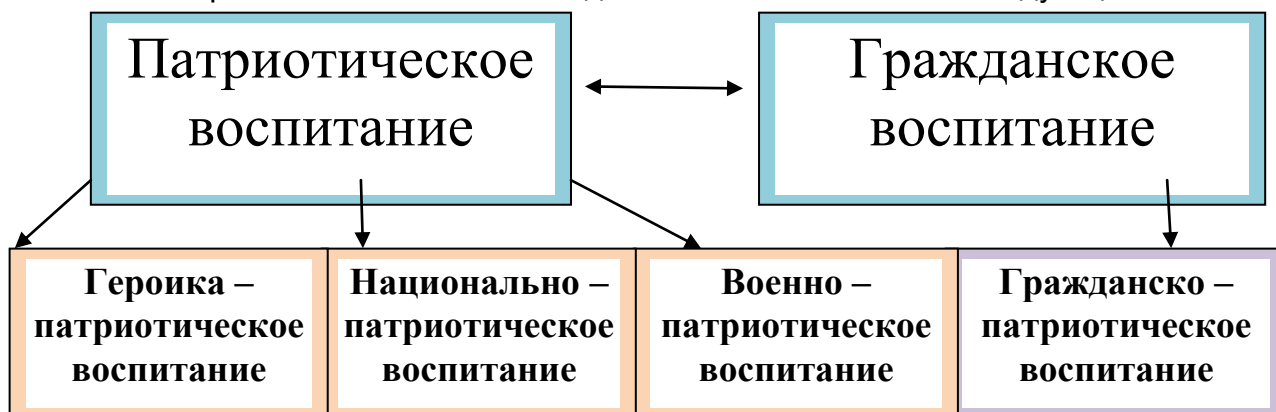 Патриотическое
воспитание
Гражданское
воспитание
Героика –
патриотическое
воспитание
Национально –
патриотическое
воспитание
Военно –
патриотическое
воспитание
Гражданско –
патриотическое
воспитание